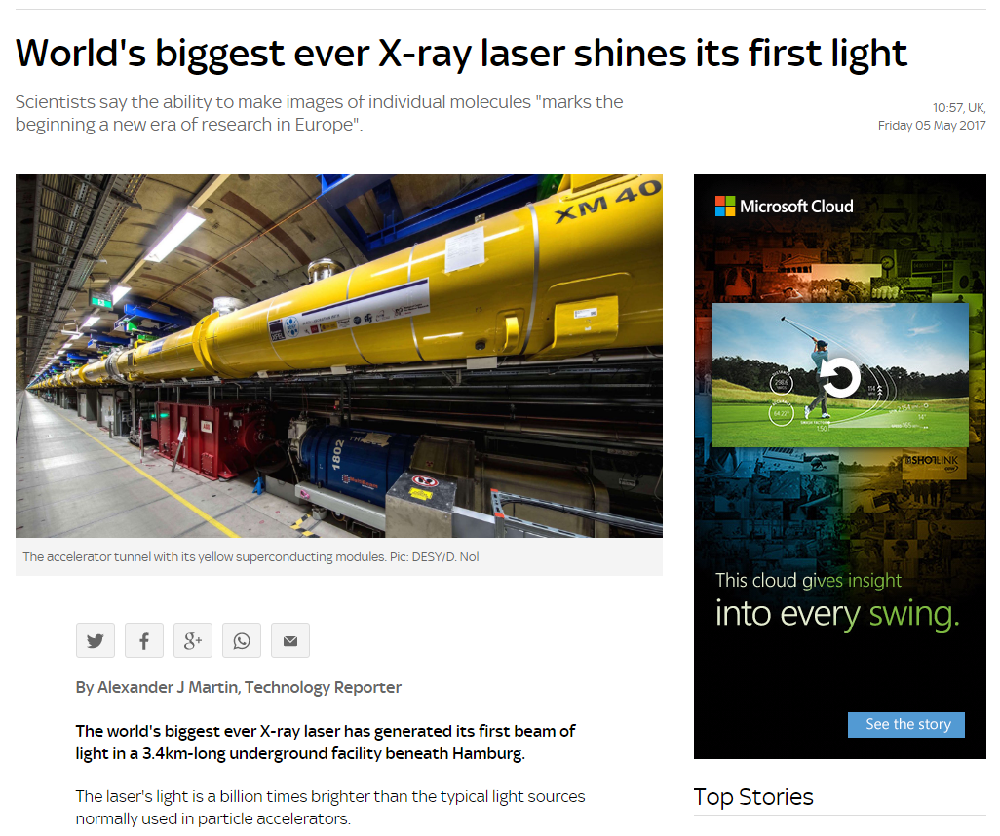 World's biggest ever X-ray laser shines its first light
Scientists say the ability to make images of individual molecules "marks the
beginning a new era of research in Europe".
10:57, UK,
Friday 05 May 2017
XM 40
1802
The accelerator tunnel with its yellow superconducting modules. Pic: DESY/D. Nol
By Alexander J Martin, Technology Reporter
The world's biggest ever X-ray laser has generated its first beam of
light in a 3.4km-long underground facility beneath Hamburg.
The laser's light is a billion times brighter than the typical light sources
normally used in particle accelerators.
Microsoft Cloud
114
SHOTLINK
This cloud gives insight
into every swing.
See the story
Top Stories